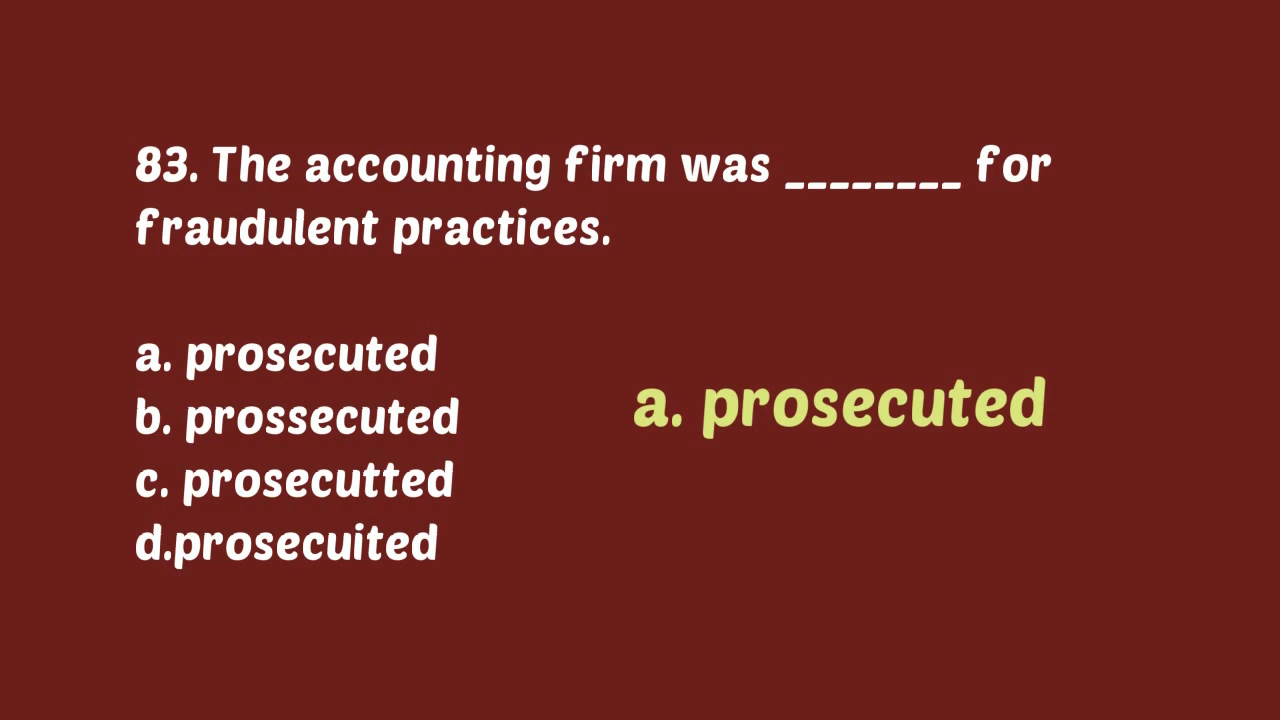 83. The accounting firm was ________ for
fraudulent practices.
a. prosecuted
b. prossecuted
c. prosecutted
d.prosecuited
a. prosecuted